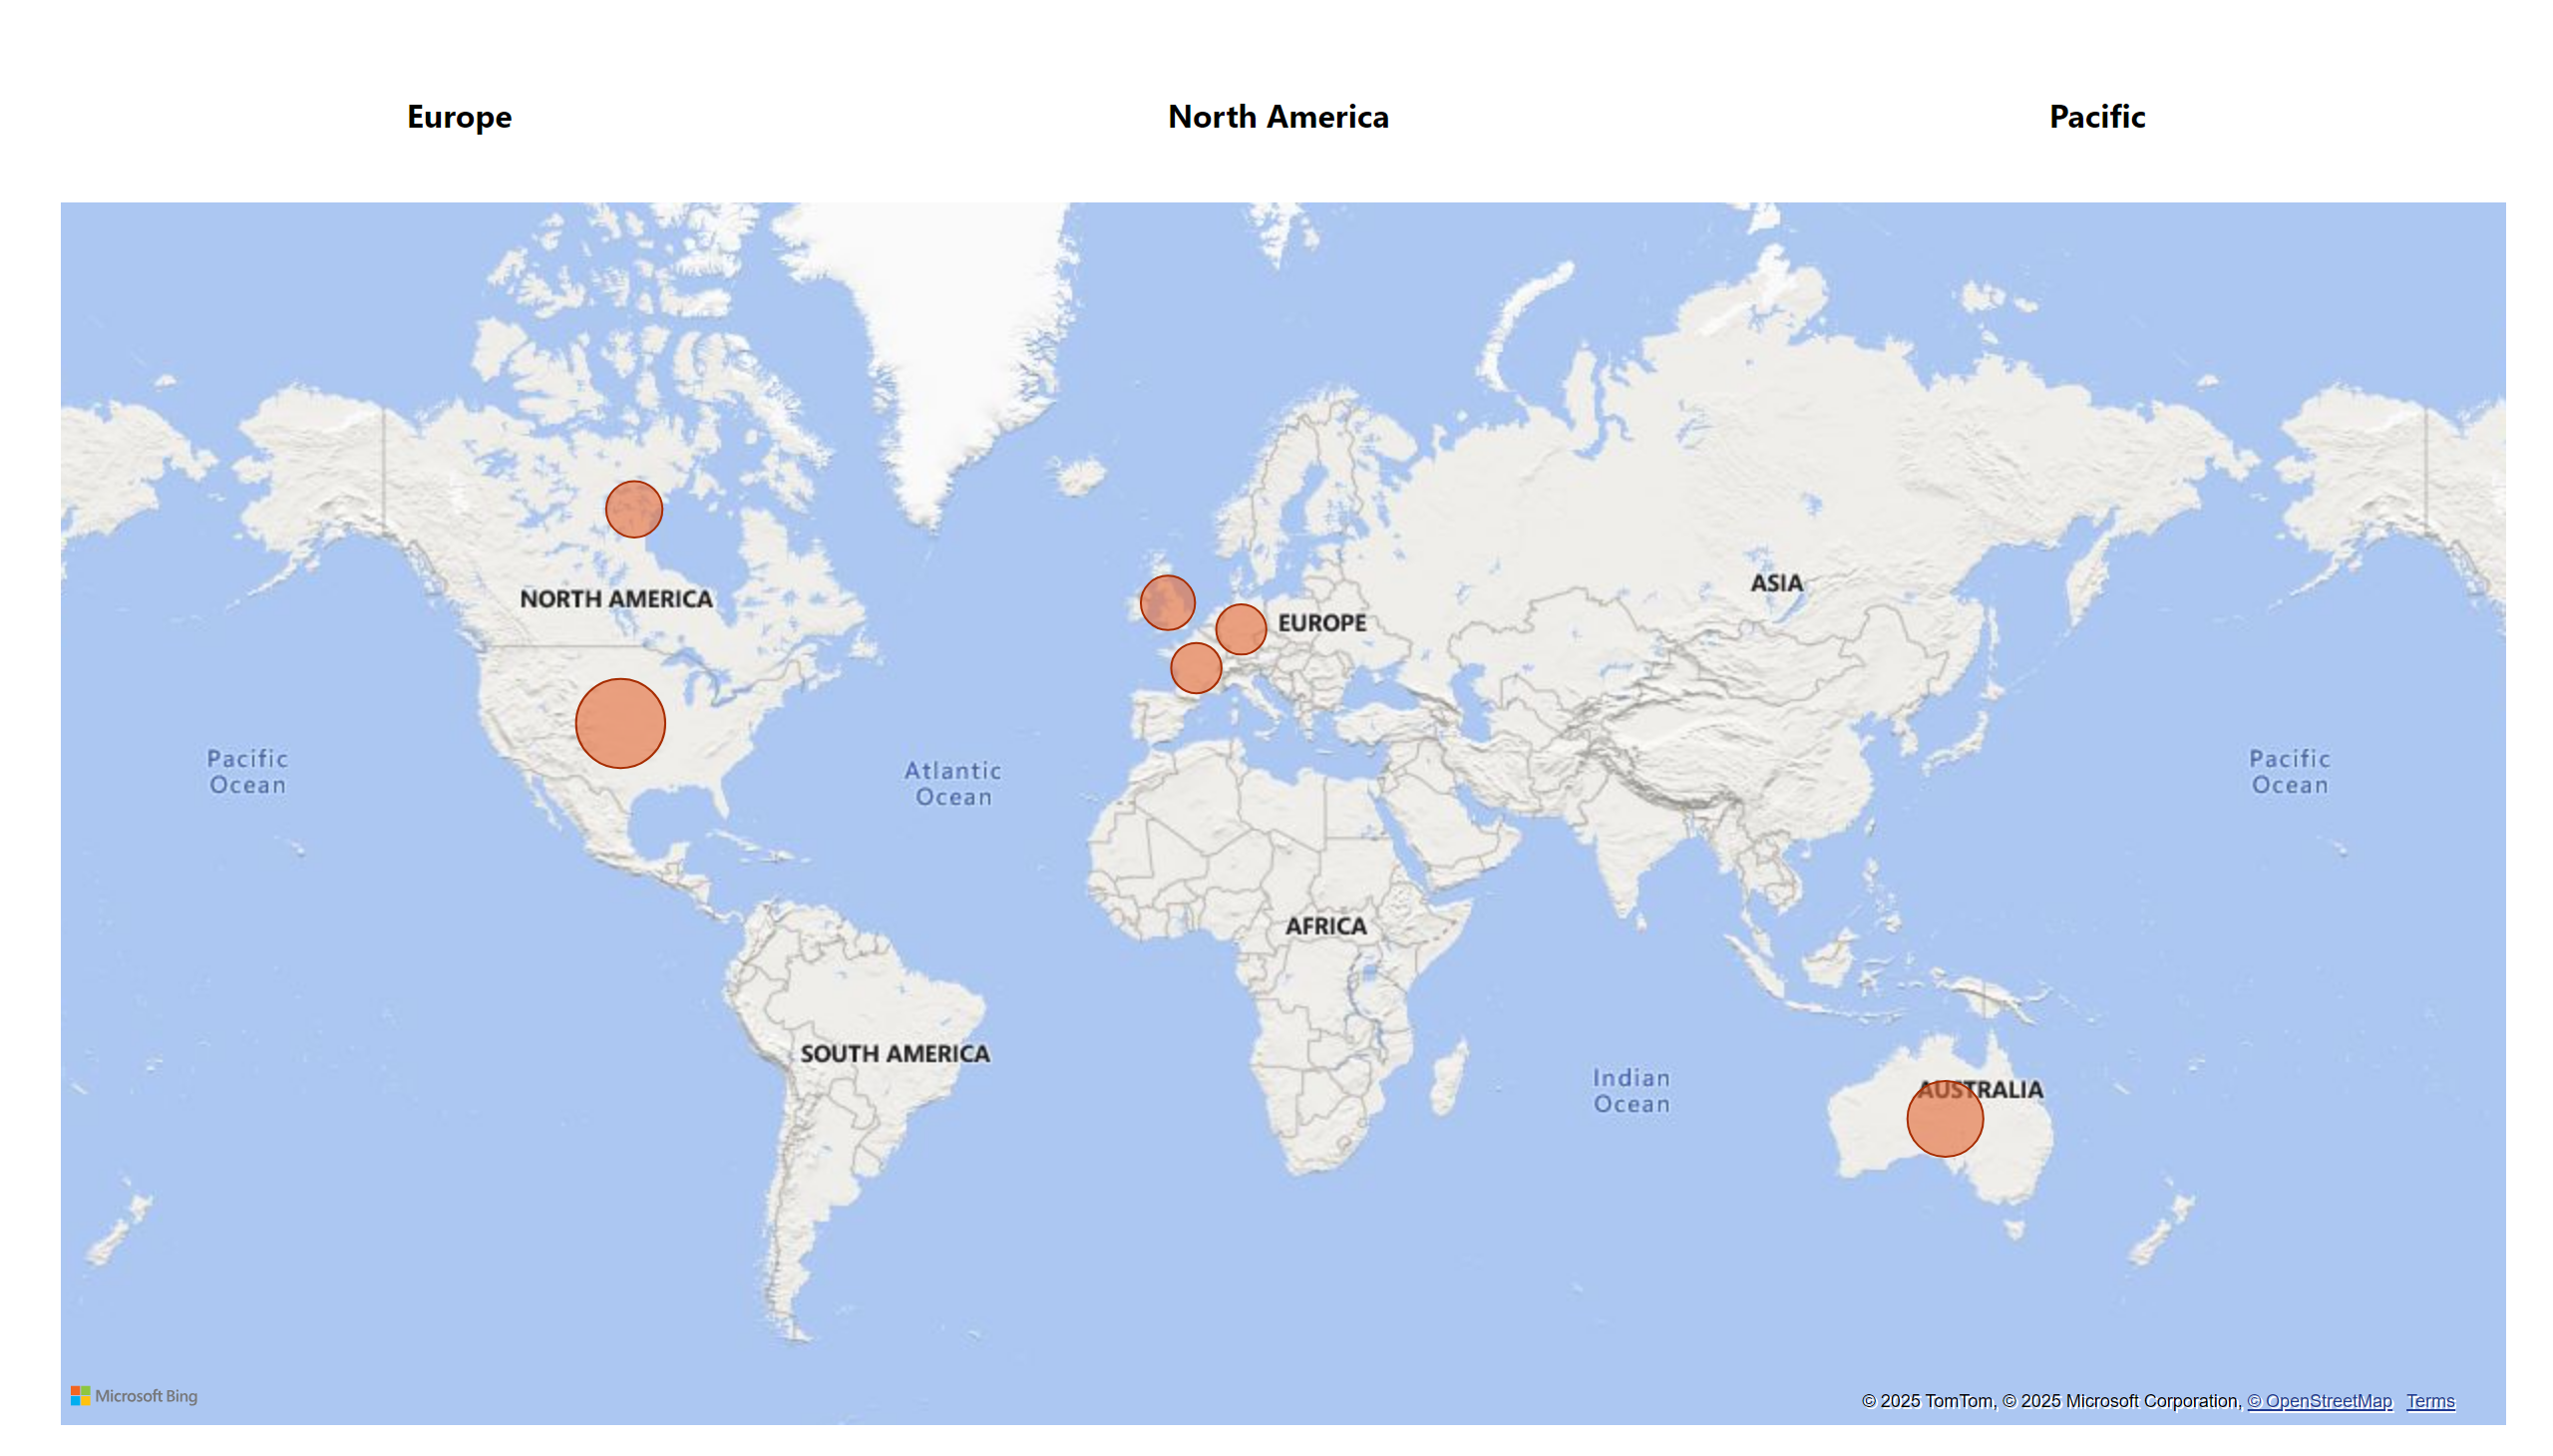 Europe
North America
Pacific
NORTH AMERICA
ASIA
EUROPE
Pacific
Ocean
Atlantic
Ocean
Pacific
Ocean
AFRICA
SOUTH AMERICA
Indian
Ocean
AUSTRALIA
Microsoft Bing
© 2025 TomTom, © 2025 Microsoft Corporation, © OpenStreetMap Terms